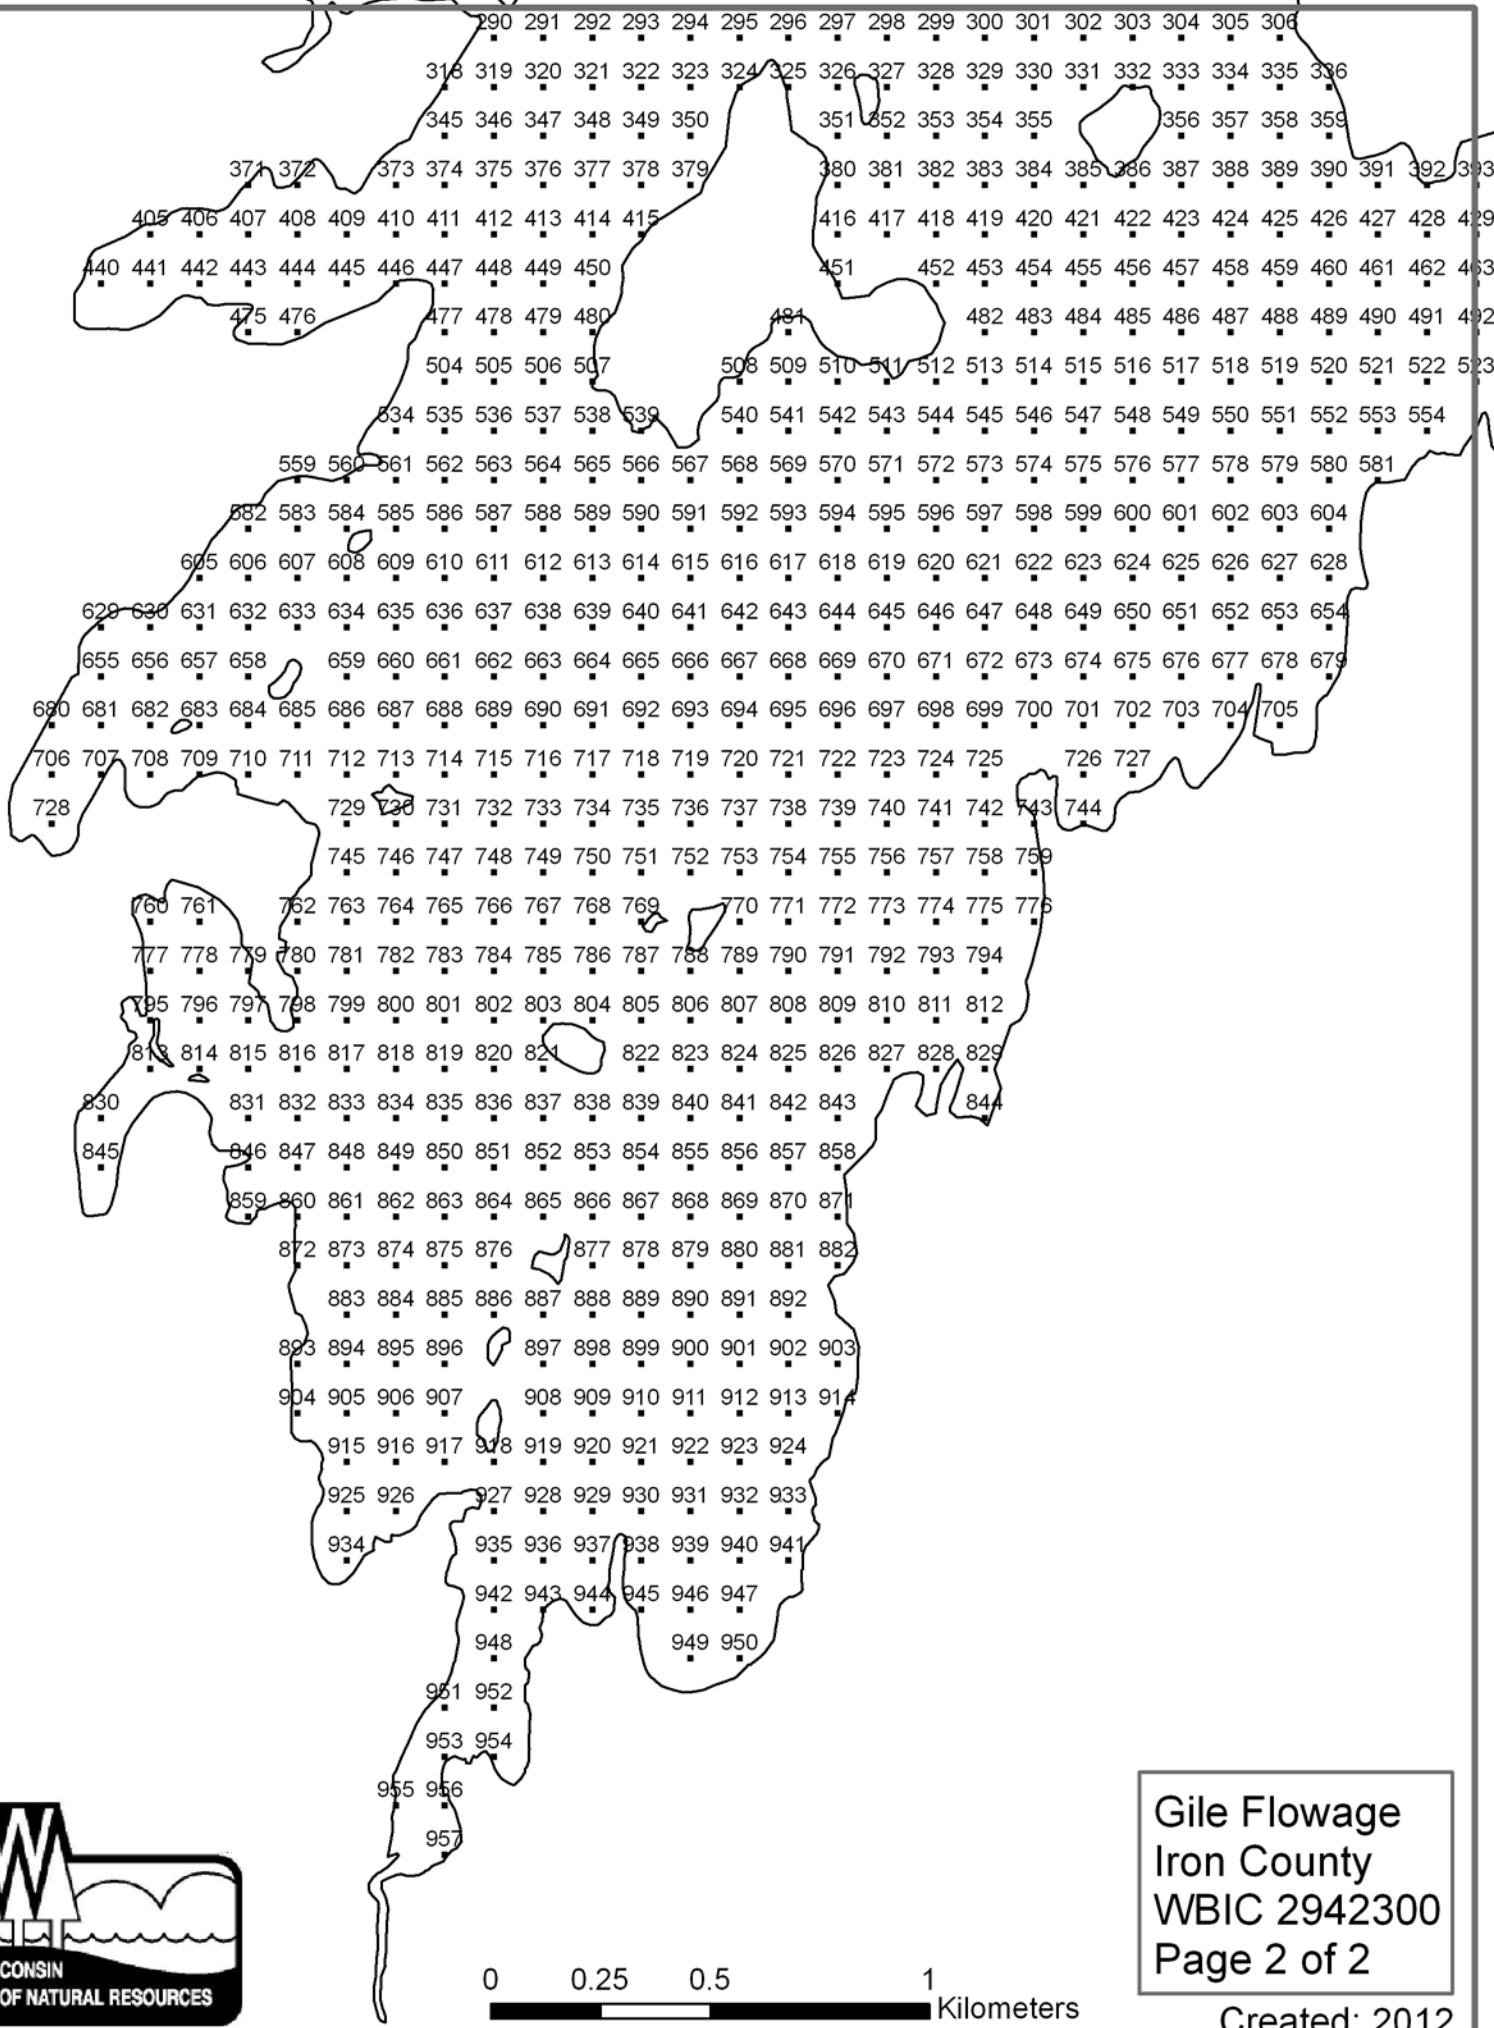 290 291 292 293 294 295 296 297 298 299 300 301 302 303 304 305 306
318 319 320 321 322 323 324 325 326 327 328 329 330 331 332 333 334 335 336
345 346 347 348 349 350 351 352 353 354 355 356 357 358 359
371 372 373 374 375 376 377 378 379 380 381 382 383 384 385 386 387 388 389 390 391 392 393
405 406 407 408 409 410 411 412 413 414 415 416 417 418 419 420 421 422 423 424 425 426 427 428 429
440 441 442 443 444 445 446 447 448 449 450 451 452 453 454 455 456 457 458 459 460 461 462 463
475 476 477 478 479 480 481 482 483 484 485 486 487 488 489 490 491 492
504 505 506 507 508 509 510 511 512 513 514 515 516 517 518 519 520 521 522 523
534 535 536 537 538 539 540 541 542 543 544 545 546 547 548 549 550 551 552 553 554
559 560 561 562 563 564 565 566 567 568 569 570 571 572 573 574 575 576 577 578 579 580 581
582 583 584 585 586 587 588 589 590 591 592 593 594 595 596 597 598 599 600 601 602 603 604
605 606 607 608 609 610 611 612 613 614 615 616 617 618 619 620 621 622 623 624 625 626 627 628
629 630 631 632 633 634 635 636 637 638 639 640 641 642 643 644 645 646 647 648 649 650 651 652 653 654
655 656 657 658 659 660 661 662 663 664 665 666 667 668 669 670 671 672 673 674 675 676 677 678 679
680 681 682 683 684 685 686 687 688 689 690 691 692 693 694 695 696 697 698 699 700 701 702 703 704 705
706 707 708 709 710 711 712 713 714 715 716 717 718 719 720 721 722 723 724 725 726 727
728 729 730 731 732 733 734 735 736 737 738 739 740 741 742 743 744
745 746 747 748 749 750 751 752 753 754 755 756 757 758 759
760 761 762 763 764 765 766 767 768 769 770 771 772 773 774 775 776
777 778 779 780 781 782 783 784 785 786 787 788 789 790 791 792 793 794
795 796 797 798 799 800 801 802 803 804 805 806 807 808 809 810 811 812
813 814 815 816 817 818 819 820 821 822 823 824 825 826 827 828 829
830 831 832 833 834 835 836 837 838 839 840 841 842 843 844
845 846 847 848 849 850 851 852 853 854 855 856 857 858
859 860 861 862 863 864 865 866 867 868 869 870 871
872 873 874 875 876 877 878 879 880 881 882
883 884 885 886 887 888 889 890 891 892
893 894 895 896 897 898 899 900 901 902 903
904 905 906 907 908 909 910 911 912 913 914
915 916 917 918 919 920 921 922 923 924
925 926 927 928 929 930 931 932 933
934 935 936 937 938 939 940 941
942 943 944 945 946 947
948 949 950
951 952
953 954
955 956
957
Gile Flowage
Iron County
WBIC 2942300
Page 2 of 2
CONSIN
OF NATURAL RESOURCES
0 0.25 0.5 1
Kilometers
Created: 2012